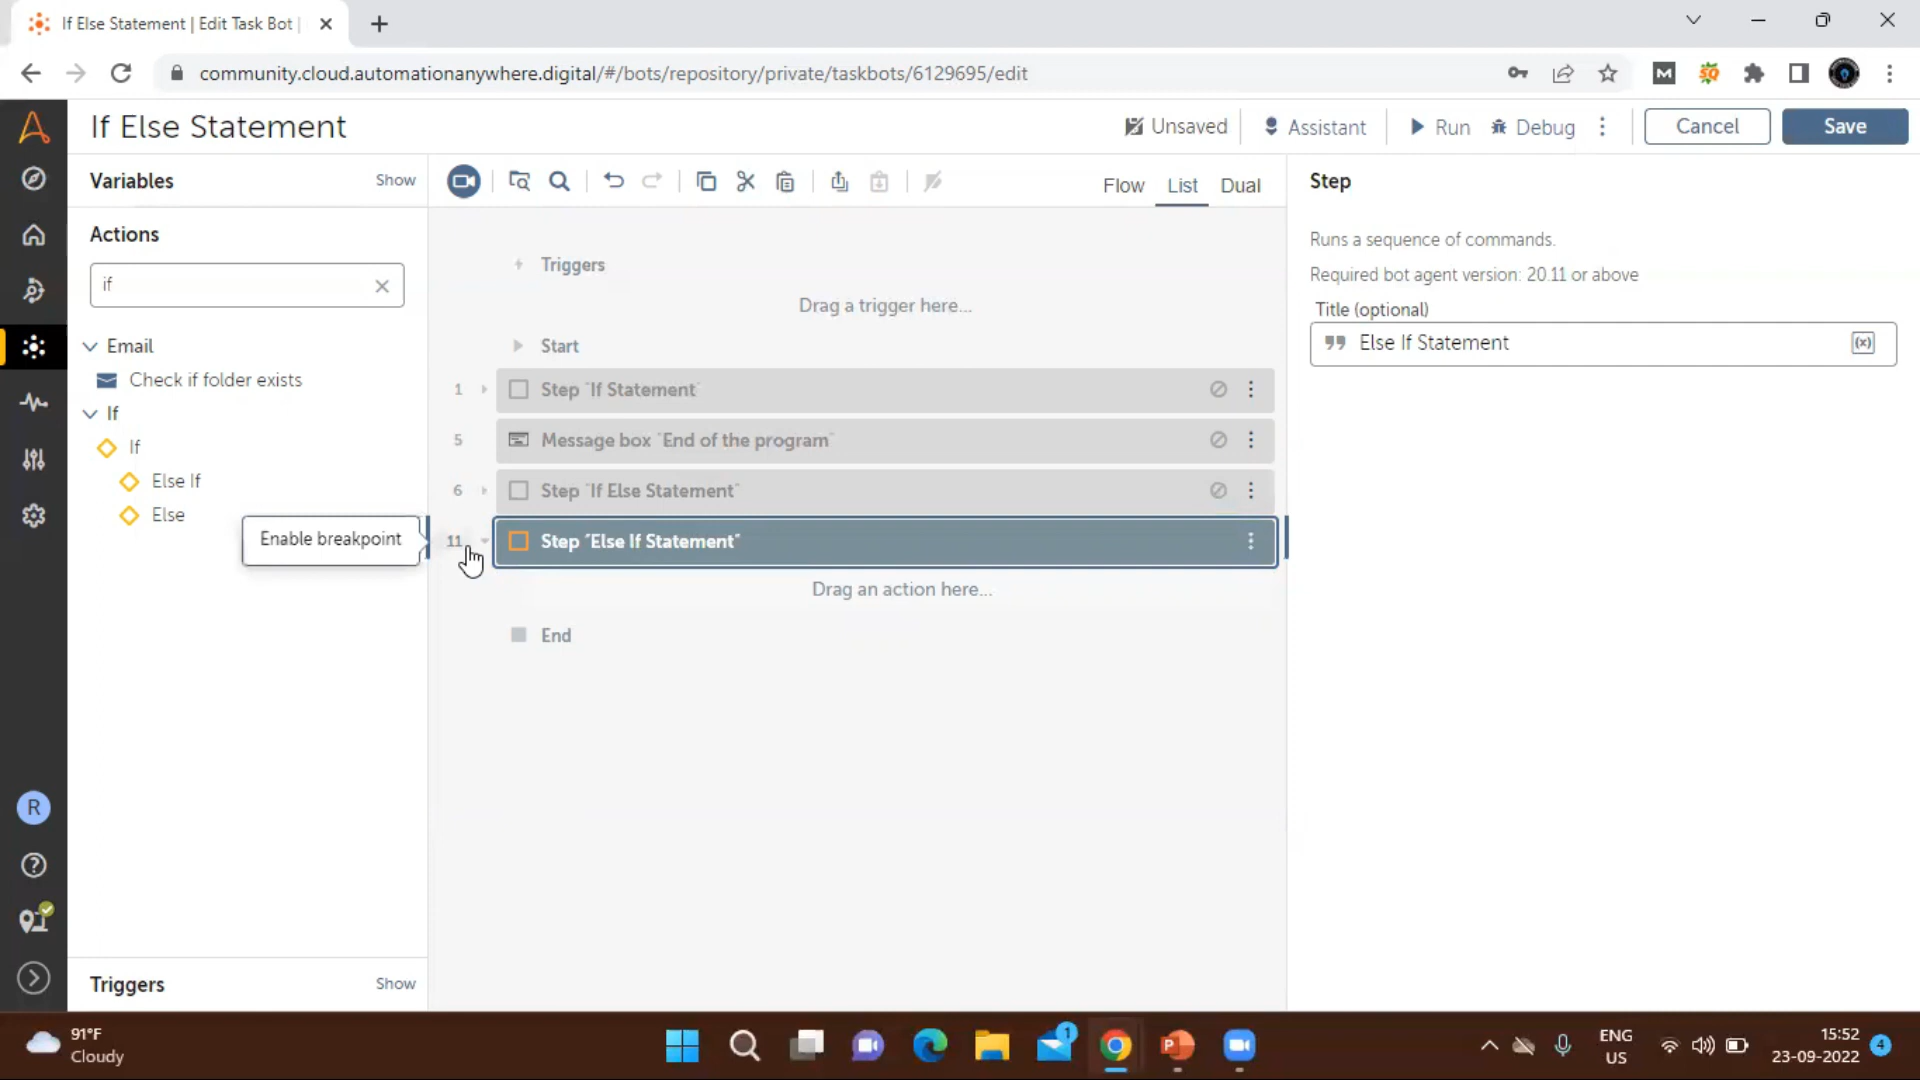 If Else Statement | Edit Task Bot |
community.cloud.automationanywhere.digital/#/bots/repository/private/taskbots/6129695/edit
If Else Statement
Unsaved
Assistant
Run
Debug
Cancel
Save
Variables
Show
Flow
List
Dual
Step
Actions
if
Runs a sequence of commands.
Required bot agent version: 20.11 or above
Title (optional)
Else If Statement
(x)
Email
Check if folder exists
If
If
Else If
Else
Triggers
Drag a trigger here...
Start
1
Step "If Statement"
5
Message box "End of the program"
6
Step "If Else Statement"
Enable breakpoint
11
Step "Else If Statement"
Drag an action here...
End
R
Triggers
Show
91°F
Cloudy
1
ENG
US
15:52
23-09-2022
4